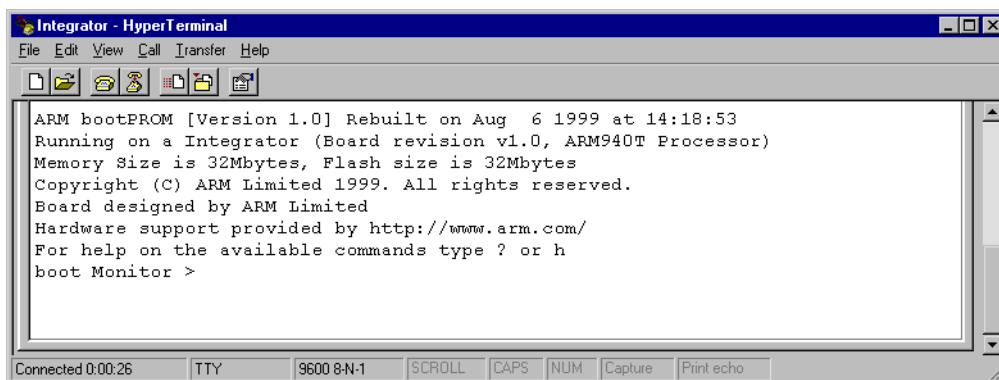 Integrator - HyperTerminal
File Edit View Call Transfer Help
ARM bootPROM [Version 1.0] Rebuilt on Aug  6 1999 at 14:18:53
Running on a Integrator (Board revision v1.0, ARM940T Processor)
Memory Size is 32Mbytes, Flash size is 32Mbytes
Copyright (C) ARM Limited 1999. All rights reserved.
Board designed by ARM Limited
Hardware support provided by http://www.arm.com/
For help on the available commands type ? or h
boot Monitor >
Connected 0:00:26 TTY 9600 8-N-1 SCROLL CAPS NUM Capture Print echo